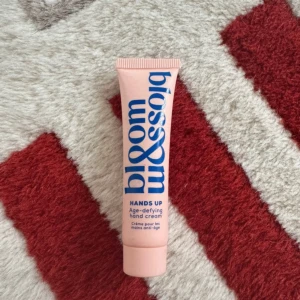 bloom
&blossom
HANDS UP
Age-defying
hand cream
Crème pour les
mains anti-âge